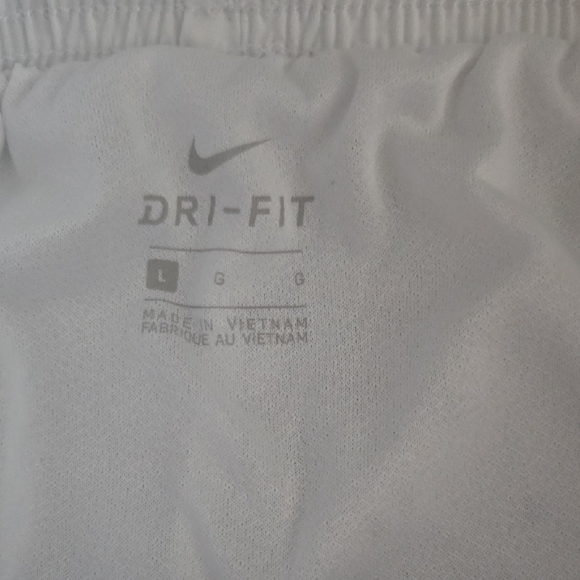 DRI-FIT
L G G
MADE IN VIETNAM
FABRIQUE AU VIETNAM